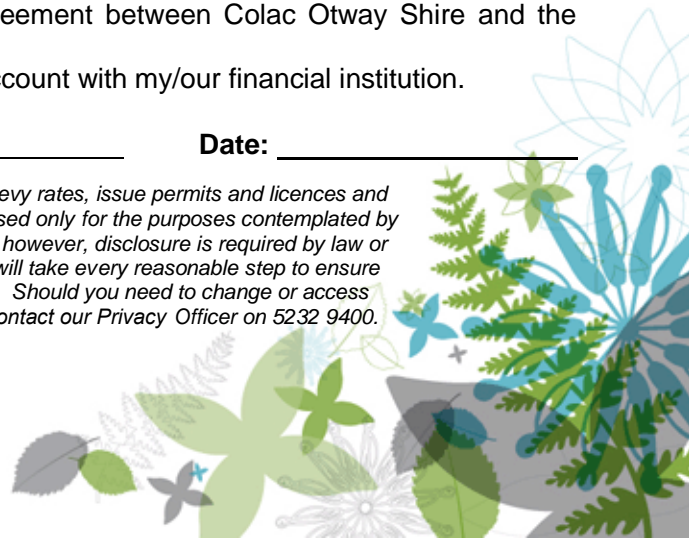 eement between Colac Otway Shire and the
ccount with my/our financial institution.
Date:
evy rates, issue permits and licences and
sed only for the purposes contemplated by
however, disclosure is required by law or
will take every reasonable step to ensure
Should you need to change or access
ontact our Privacy Officer on 5232 9400.